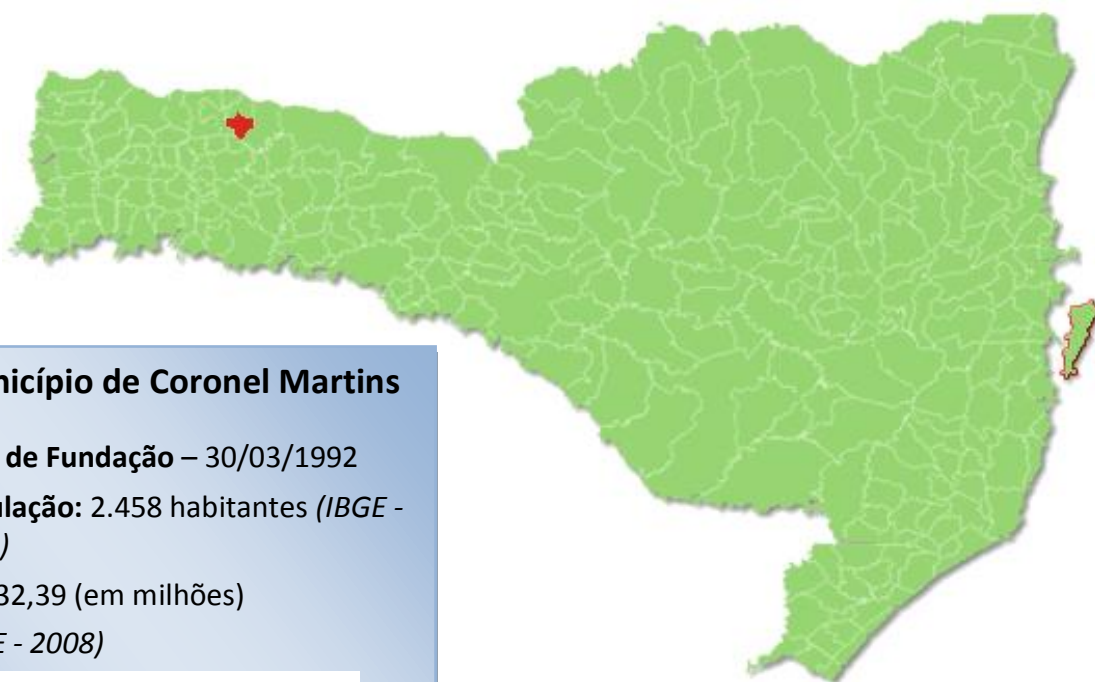 nicípio de Coronel Martins
de Fundação – 30/03/1992
ulação: 2.458 habitantes (IBGE -
)
32,39 (em milhões)
E - 2008)